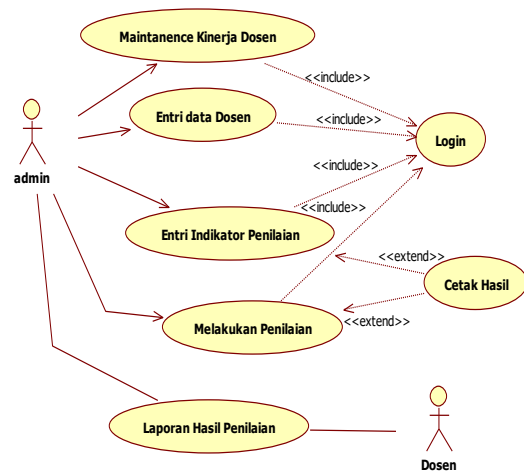 Maintanence Kinerja Dosen
<<include>>
Entri data Dosen
<<include>>
Login
admin
<<include>>
<<include>>
Entri Indikator Penilaian
<<extend>>
Cetak Hasil
Melakukan Penilaian
<<extend>>
Laporan Hasil Penilaian
Dosen